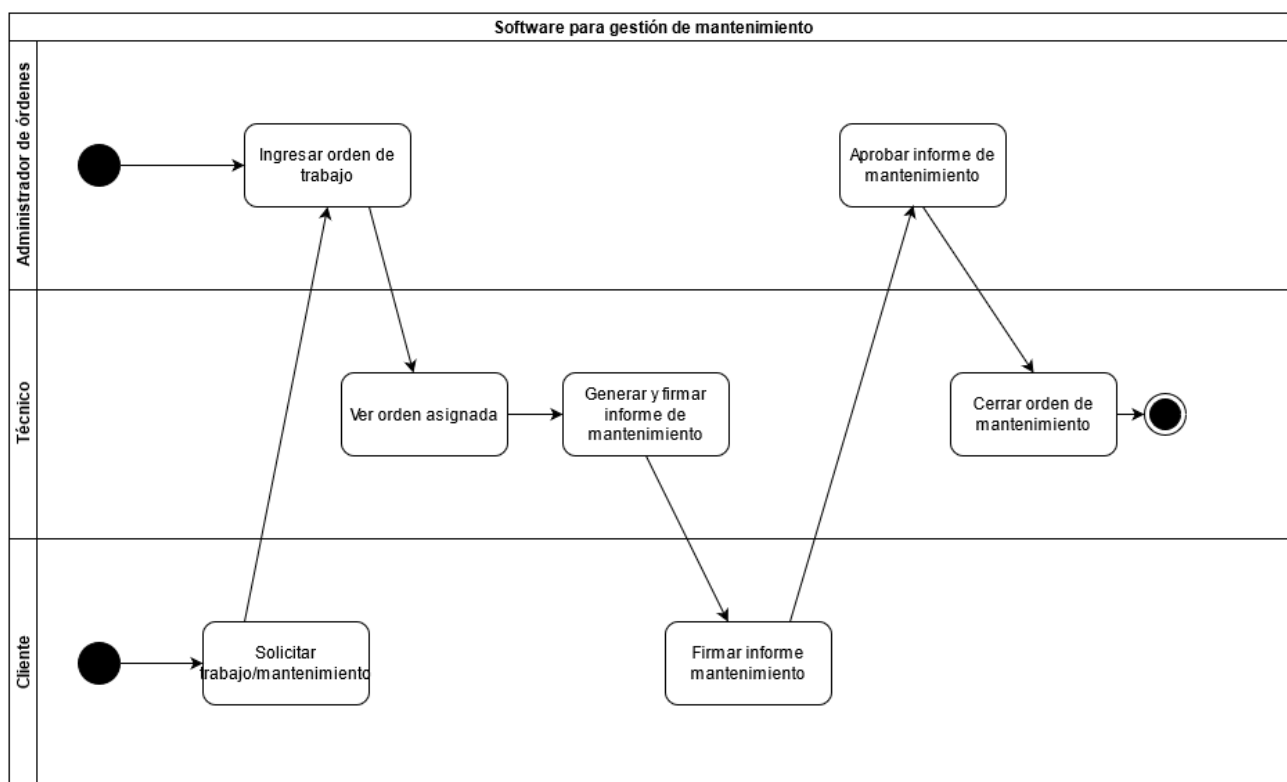 Software para gestión de mantenimiento
Administrador de órdenes
Ingresar orden de
trabajo
Aprobar informe de
mantenimiento
Técnico
Ver orden asignada
Generar y firmar
informe de
mantenimiento
Cerrar orden de
mantenimiento
Cliente
Solicitar
trabajo/mantenimiento
Firmar informe
mantenimiento